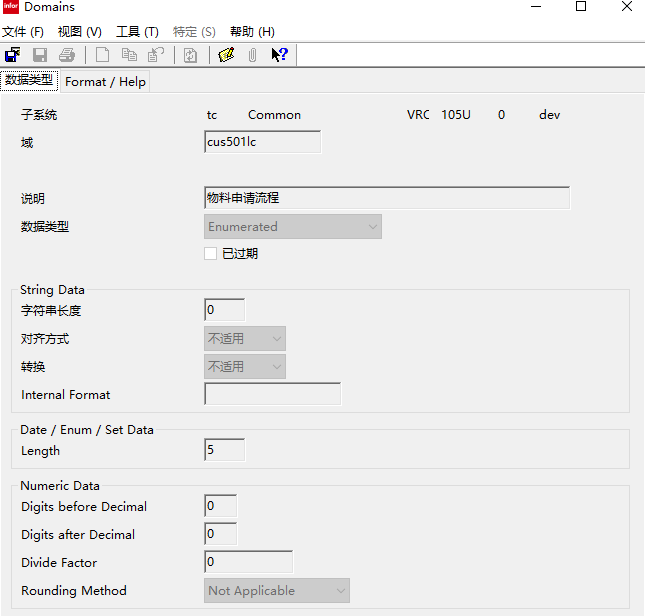 infor Domains
文件 (F) 视图 (V) 工具 (T) 特定 (S) 帮助 (H)
数据类型 Format / Help
子系统 tc Common VRC 105U 0 dev
域 cus501lc
说明 物料申请流程
数据类型 Enumerated
已过期
String Data
字符串长度 0
对齐方式 不适用
转换 不适用
Internal Format
Date / Enum / Set Data
Length 5
Numeric Data
Digits before Decimal 0
Digits after Decimal 0
Divide Factor 0
Rounding Method Not Applicable